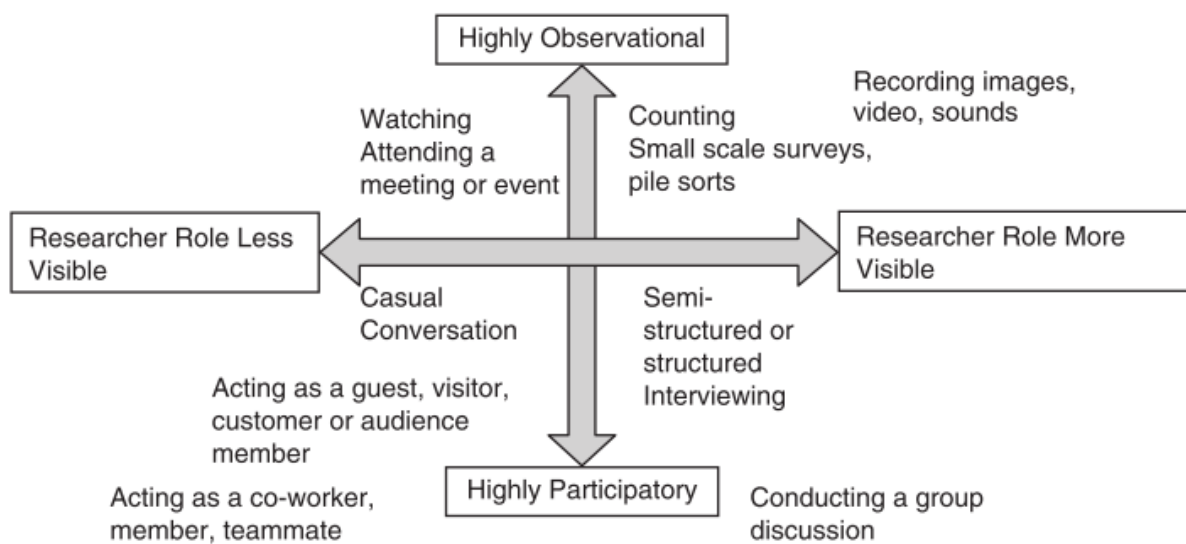 Highly Observational
Recording images,
video, sounds
Watching
Attending a
meeting or event
Counting
Small scale surveys,
pile sorts
Researcher Role Less
Visible
Researcher Role More
Visible
Casual
Conversation
Semi-
structured or
structured
Interviewing
Acting as a guest, visitor,
customer or audience
member
Highly Participatory
Acting as a co-worker,
member, teammate
Conducting a group
discussion